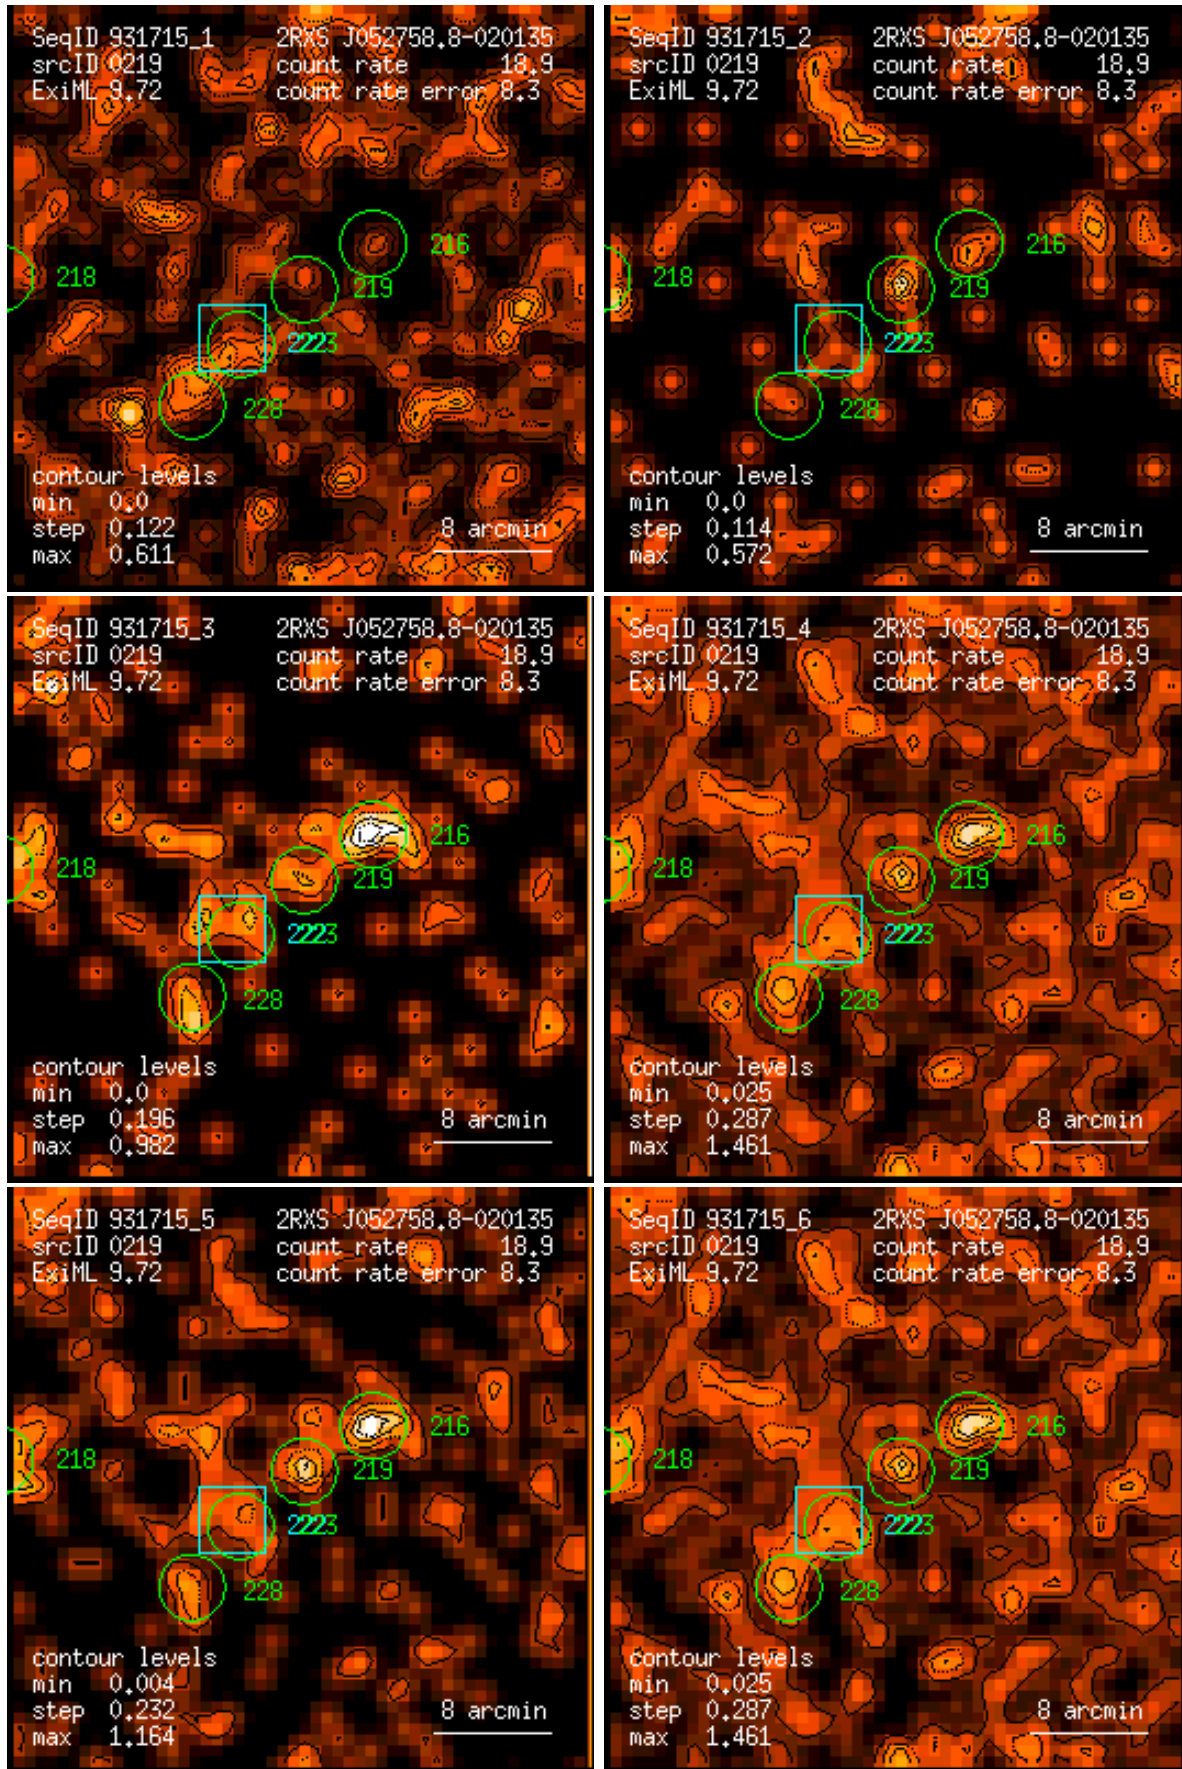 SeqID 931715_1 2RXS J052758.8-020135
srcID 0219 count rate 18.9
ExiML 9.72 count rate error 8.3
216
218
219
2223
228
contour levels
min 0.0
step 0.122
max 0.611
8 arcmin
SeqID 931715_2 2RXS J052758.8-020135
srcID 0219 count rate 18.9
ExiML 9.72 count rate error 8.3
216
218
219
2223
228
contour levels
min 0.0
step 0.114
max 0.572
8 arcmin
SeqID 931715_3 2RXS J052758.8-020135
srcID 0219 count rate 18.9
ExiML 9.72 count rate error 8.3
216
218
219
2223
228
contour levels
min 0.0
step 0.196
max 0.982
8 arcmin
SeqID 931715_4 2RXS J052758.8-020135
srcID 0219 count rate 18.9
ExiML 9.72 count rate error 8.3
216
218
219
2223
228
contour levels
min 0.025
step 0.287
max 1.461
8 arcmin
SeqID 931715_5 2RXS J052758.8-020135
srcID 0219 count rate 18.9
ExiML 9.72 count rate error 8.3
216
218
219
2223
228
contour levels
min 0.004
step 0.232
max 1.164
8 arcmin
SeqID 931715_6 2RXS J052758.8-020135
srcID 0219 count rate 18.9
ExiML 9.72 count rate error 8.3
216
218
219
2223
228
contour levels
min 0.025
step 0.287
max 1.461
8 arcmin